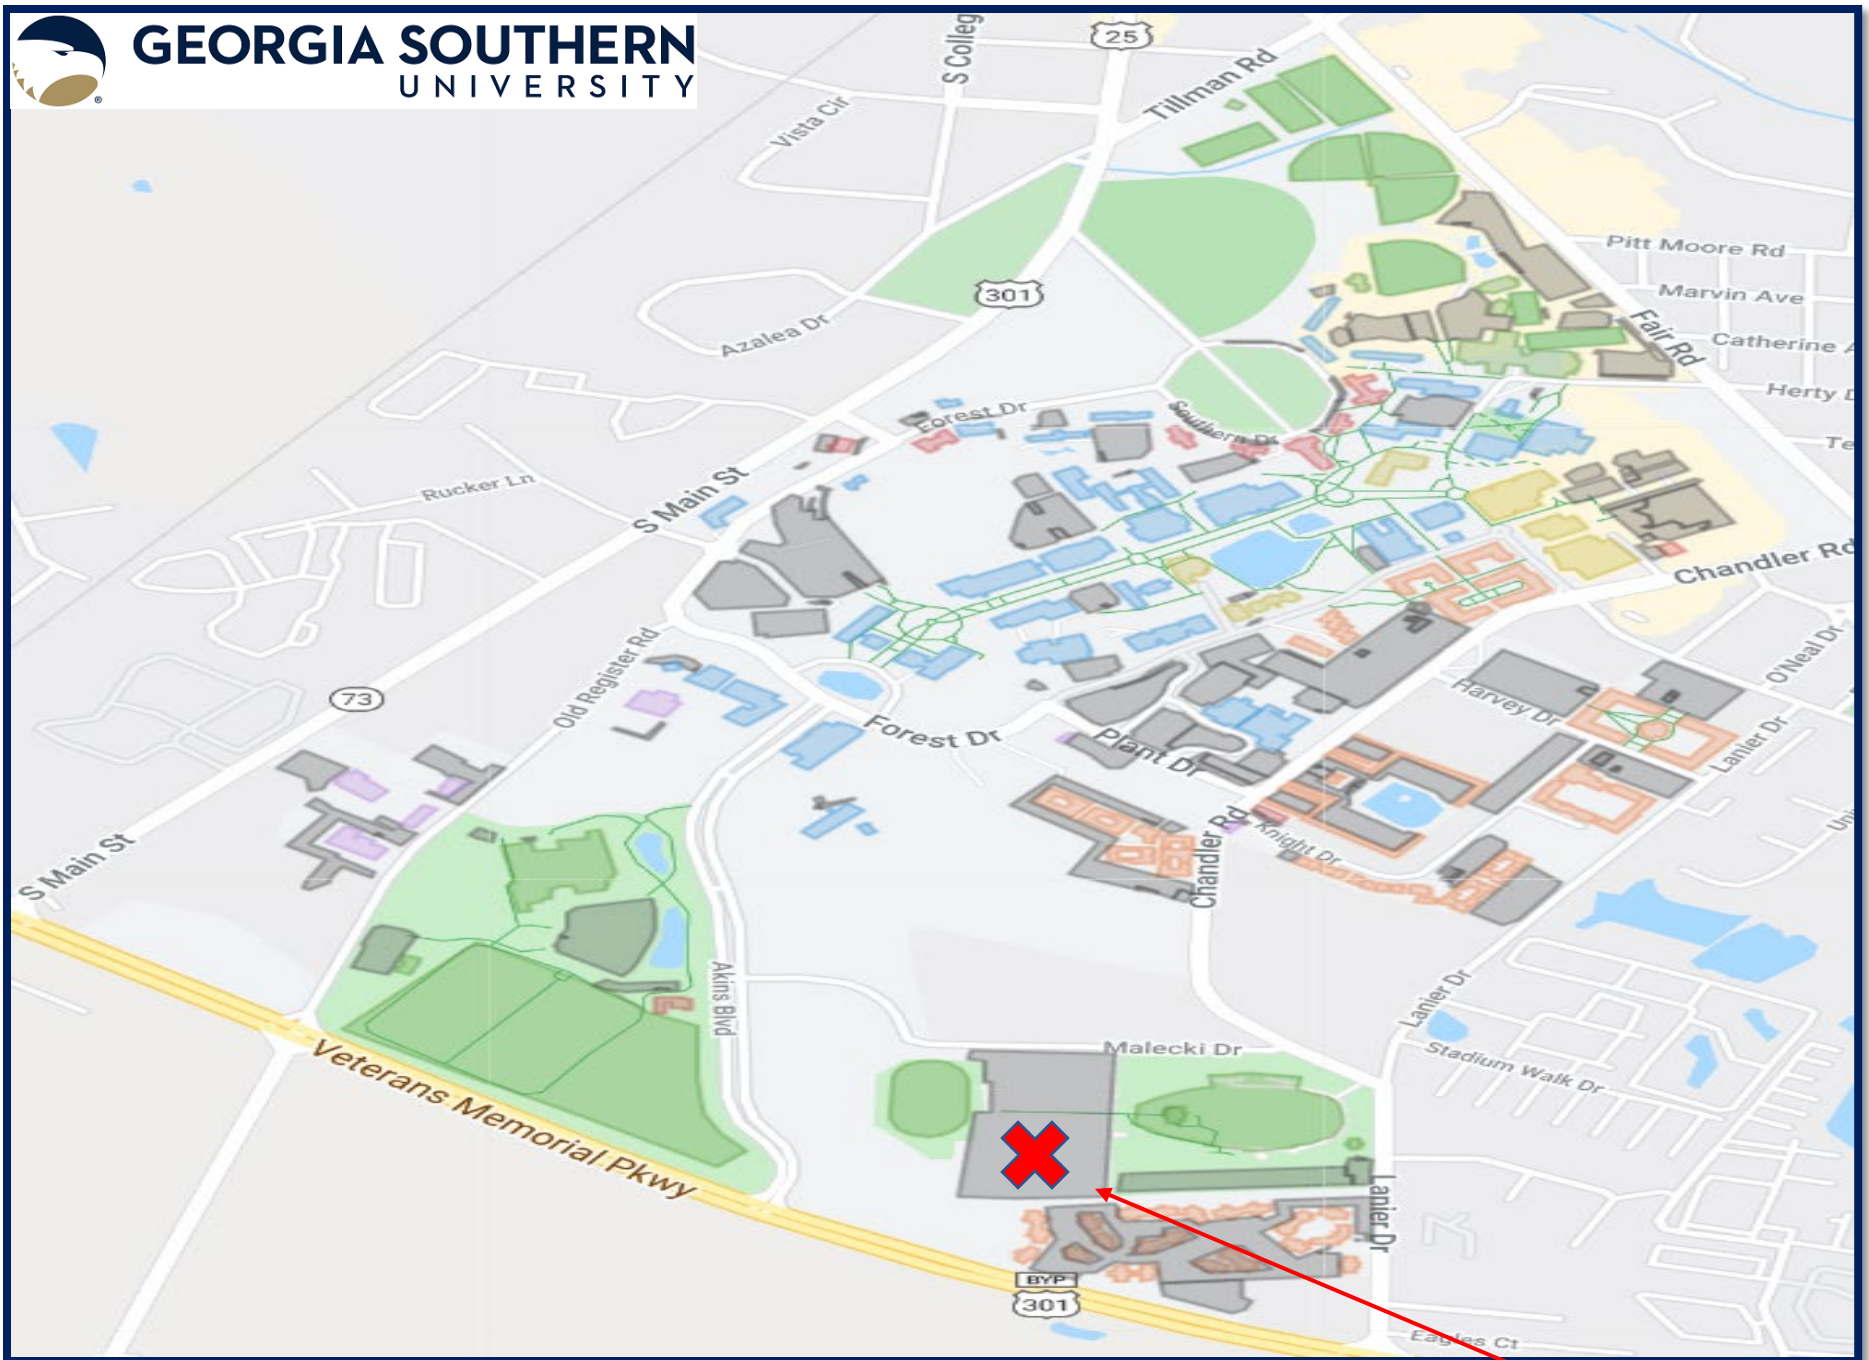 GEORGIA SOUTHERN
UNIVERSITY
®
S Colleg
25
Tillman Rd
Vista Cir
Pitt Moore Rd
301
Marvin Ave
Azalea Dr
Fair Rd
Catherine A
Herty D
Forest Dr
Southern Dr
Te
S Main St
Rucker Ln
Chandler Rd
O'Neal Dr
Old Register Rd
73
Harvey Dr
Forest Dr
Lanier Dr
Plant Dr
Uni
Chandler Rd
Knight Dr
S Main St
Akins Blvd
Lanier Dr
Malecki Dr
Stadium Walk Dr
Veterans Memorial Pkwy
Lanier Dr
BYP
301
Eagles Ct